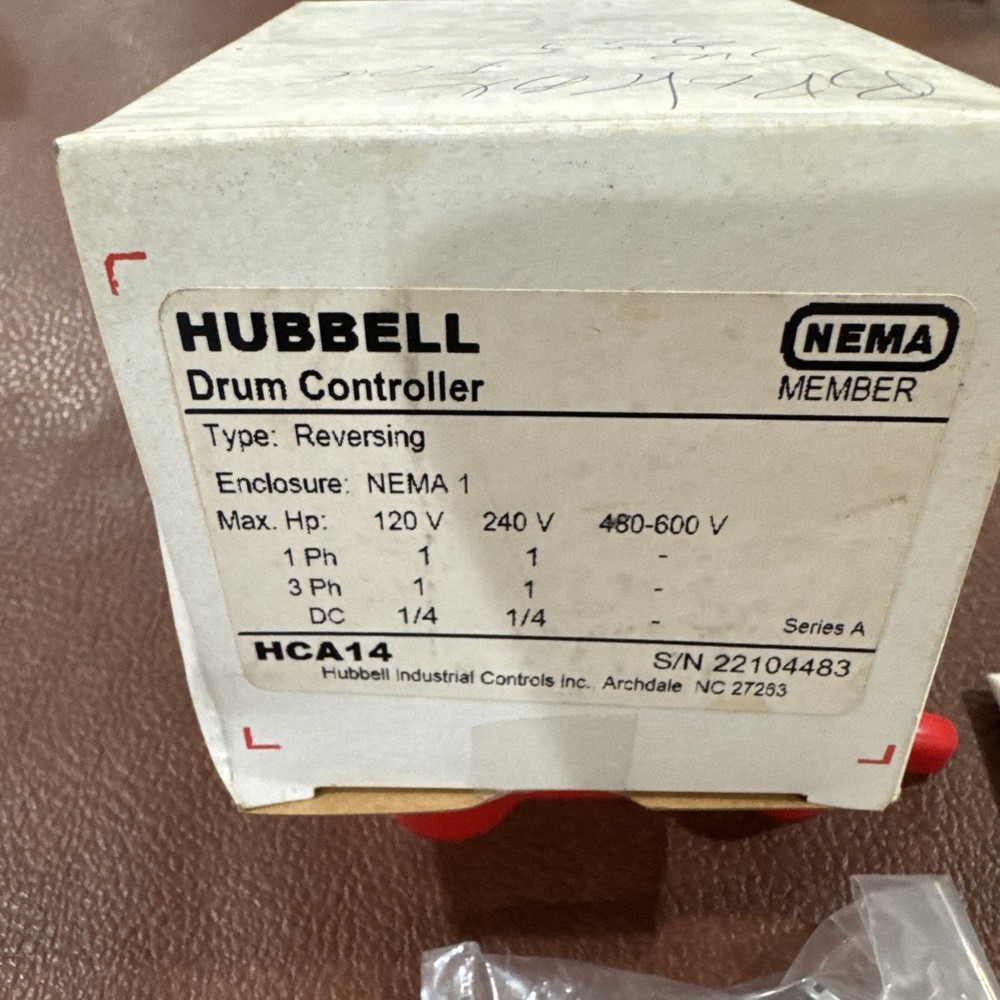 HUBBELL
NEMA
Drum Controller
MEMBER
Type: Reversing
Enclosure: NEMA 1
Max. Hp: 120 V 240 V 480-600 V
1 Ph 1 1 -
3 Ph 1 1 -
DC 1/4 1/4 -
Series A
HCA14 S/N 22104483
Hubbell Industrial Controls Inc., Archdale NC 27263